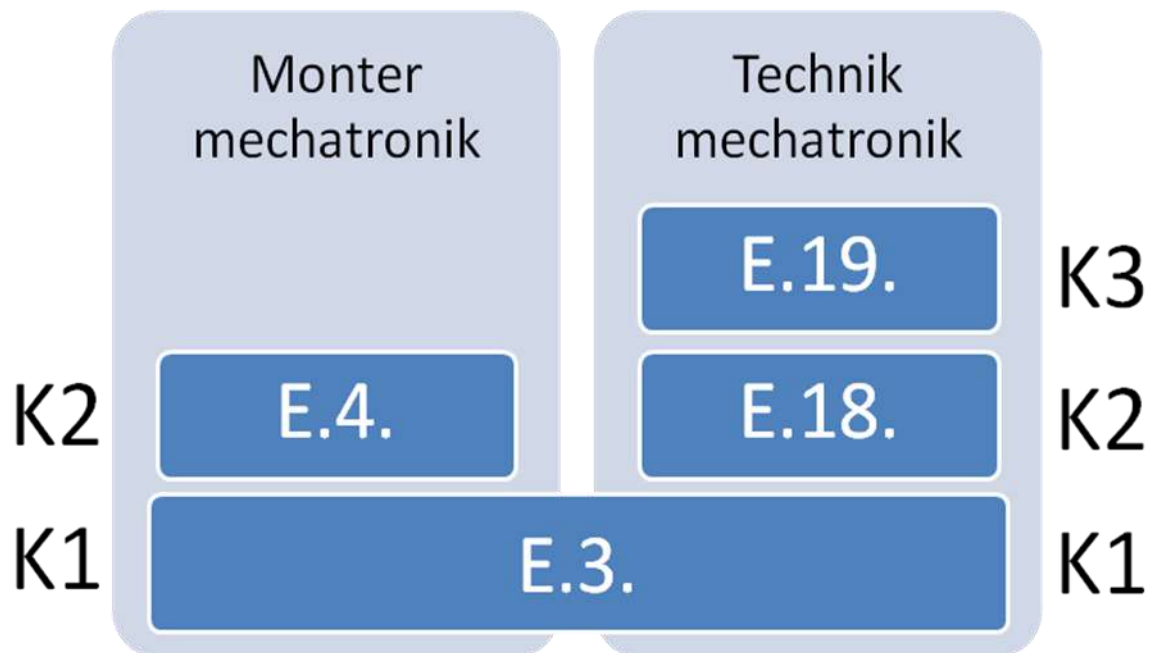 Monter
mechatronik
Technik
mechatronik
E.19.
K3
K2
E.4.
E.18.
K2
K1
E.3.
K1